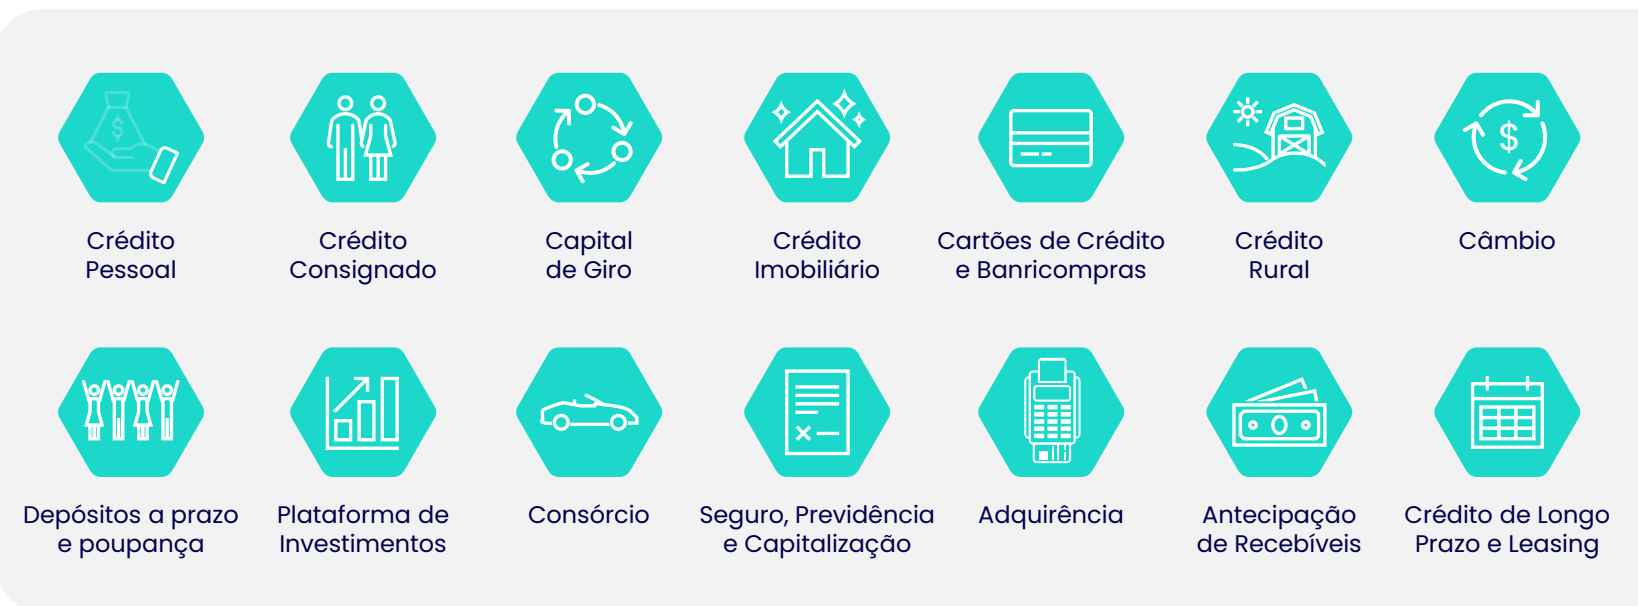 Crédito
Pessoal
Crédito
Consignado
Capital
de Giro
Crédito
Imobiliário
Cartões de Crédito
e Banricompras
Crédito
Rural
Câmbio
Depósitos a prazo
e poupança
Plataforma de
Investimentos
Consórcio
Seguro, Previdência
e Capitalização
Adquirência
Antecipação
de Recebíveis
Crédito de Longo
Prazo e Leasing